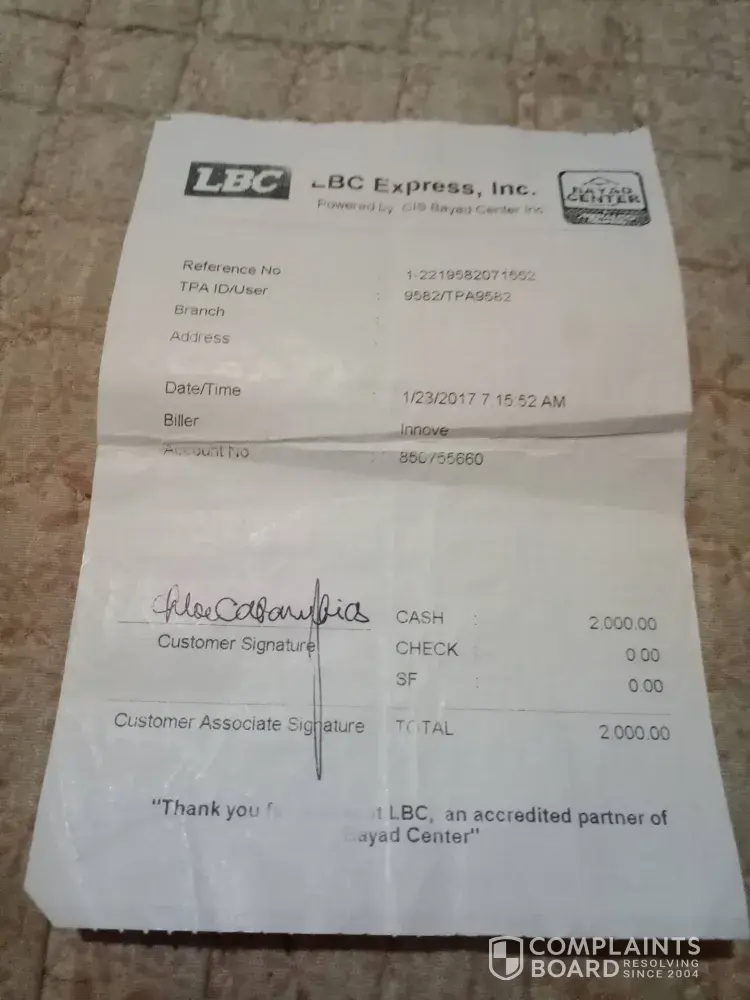 LBC
LBC Express, Inc.
Powered by CIS Bayad Center Inc
BAYAD
CENTER
Reference No 1-2219582071552
TPA ID/User : 9582/TPA9582
Branch
Address :
Date/Time 1/23/2017 7 15:52 AM
Biller Innove
Account No : 850755660
CASH : 2,000.00
Customer Signature CHECK : 0.00
SF : 0.00
Customer Associate Signature TOTAL 2 000.00
"Thank you LBC, an accredited partner of
Bayad Center"
COMPLAINTS
BOARD RESOLVING
SINCE 2004